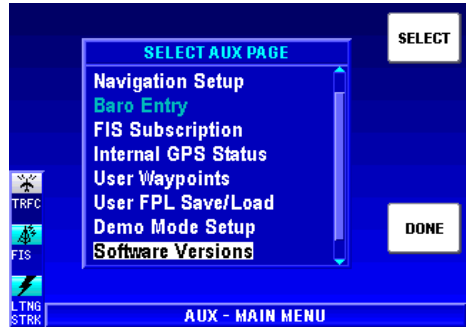 SELECT
SELECT AUX PAGE
Navigation Setup
Baro Entry
FIS Subscription
Internal GPS Status
User Waypoints
User FPL Save/Load
Demo Mode Setup
Software Versions
TRFC
FIS
LTNG
STRK
DONE
AUX - MAIN MENU